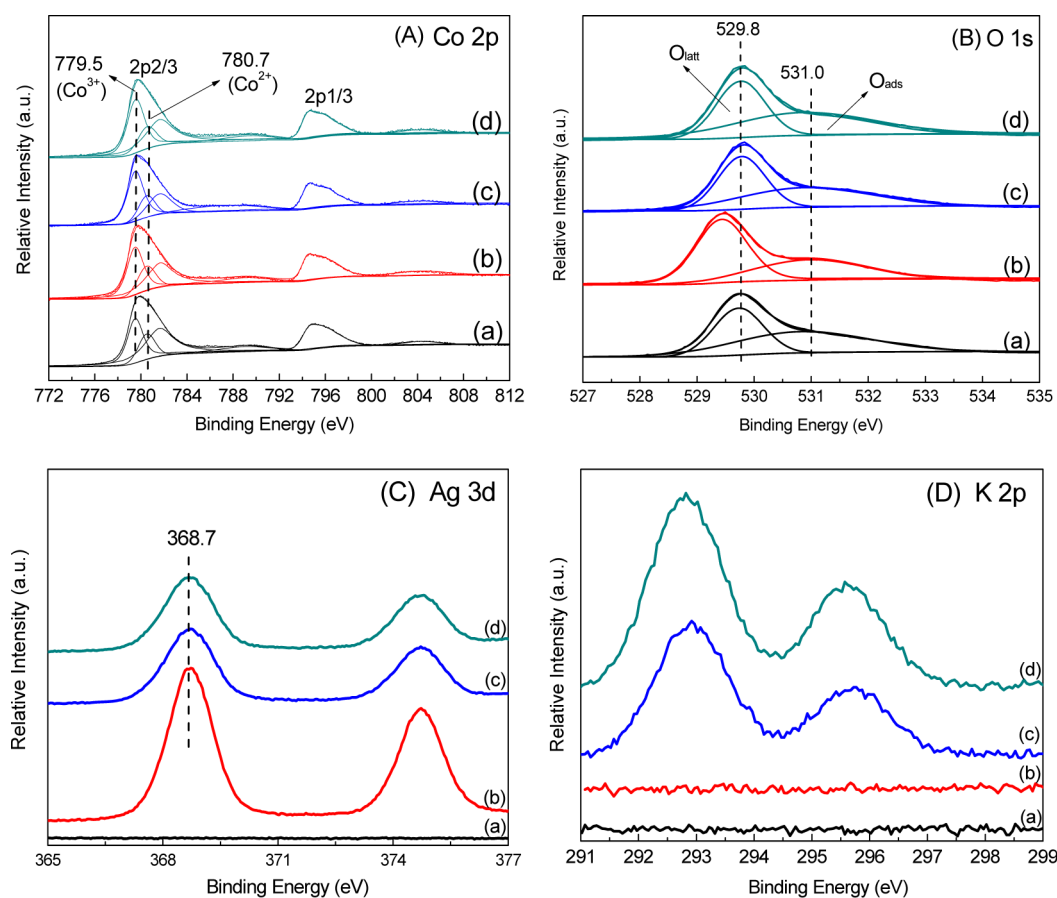 (A) Co 2p
779.5
(Co3+)
2p2/3
780.7
(Co2+)
2p1/3
(d)
(c)
(b)
(a)
Relative Intensity (a.u.)
772 776 780 784 788 792 796 800 804 808 812
Binding Energy (eV)
(B) O 1s
529.8
Olatt
531.0
Oads
(d)
(c)
(b)
(a)
Relative Intensity (a.u.)
527 528 529 530 531 532 533 534 535
Binding Energy (eV)
(C) Ag 3d
368.7
(d)
(c)
(b)
(a)
Relative Intensity (a.u.)
365 368 371 374 377
Binding Energy (eV)
(D) K 2p
(d)
(c)
(b)
(a)
Relative Intensity (a.u.)
291 292 293 294 295 296 297 298 299
Binding Energy (eV)